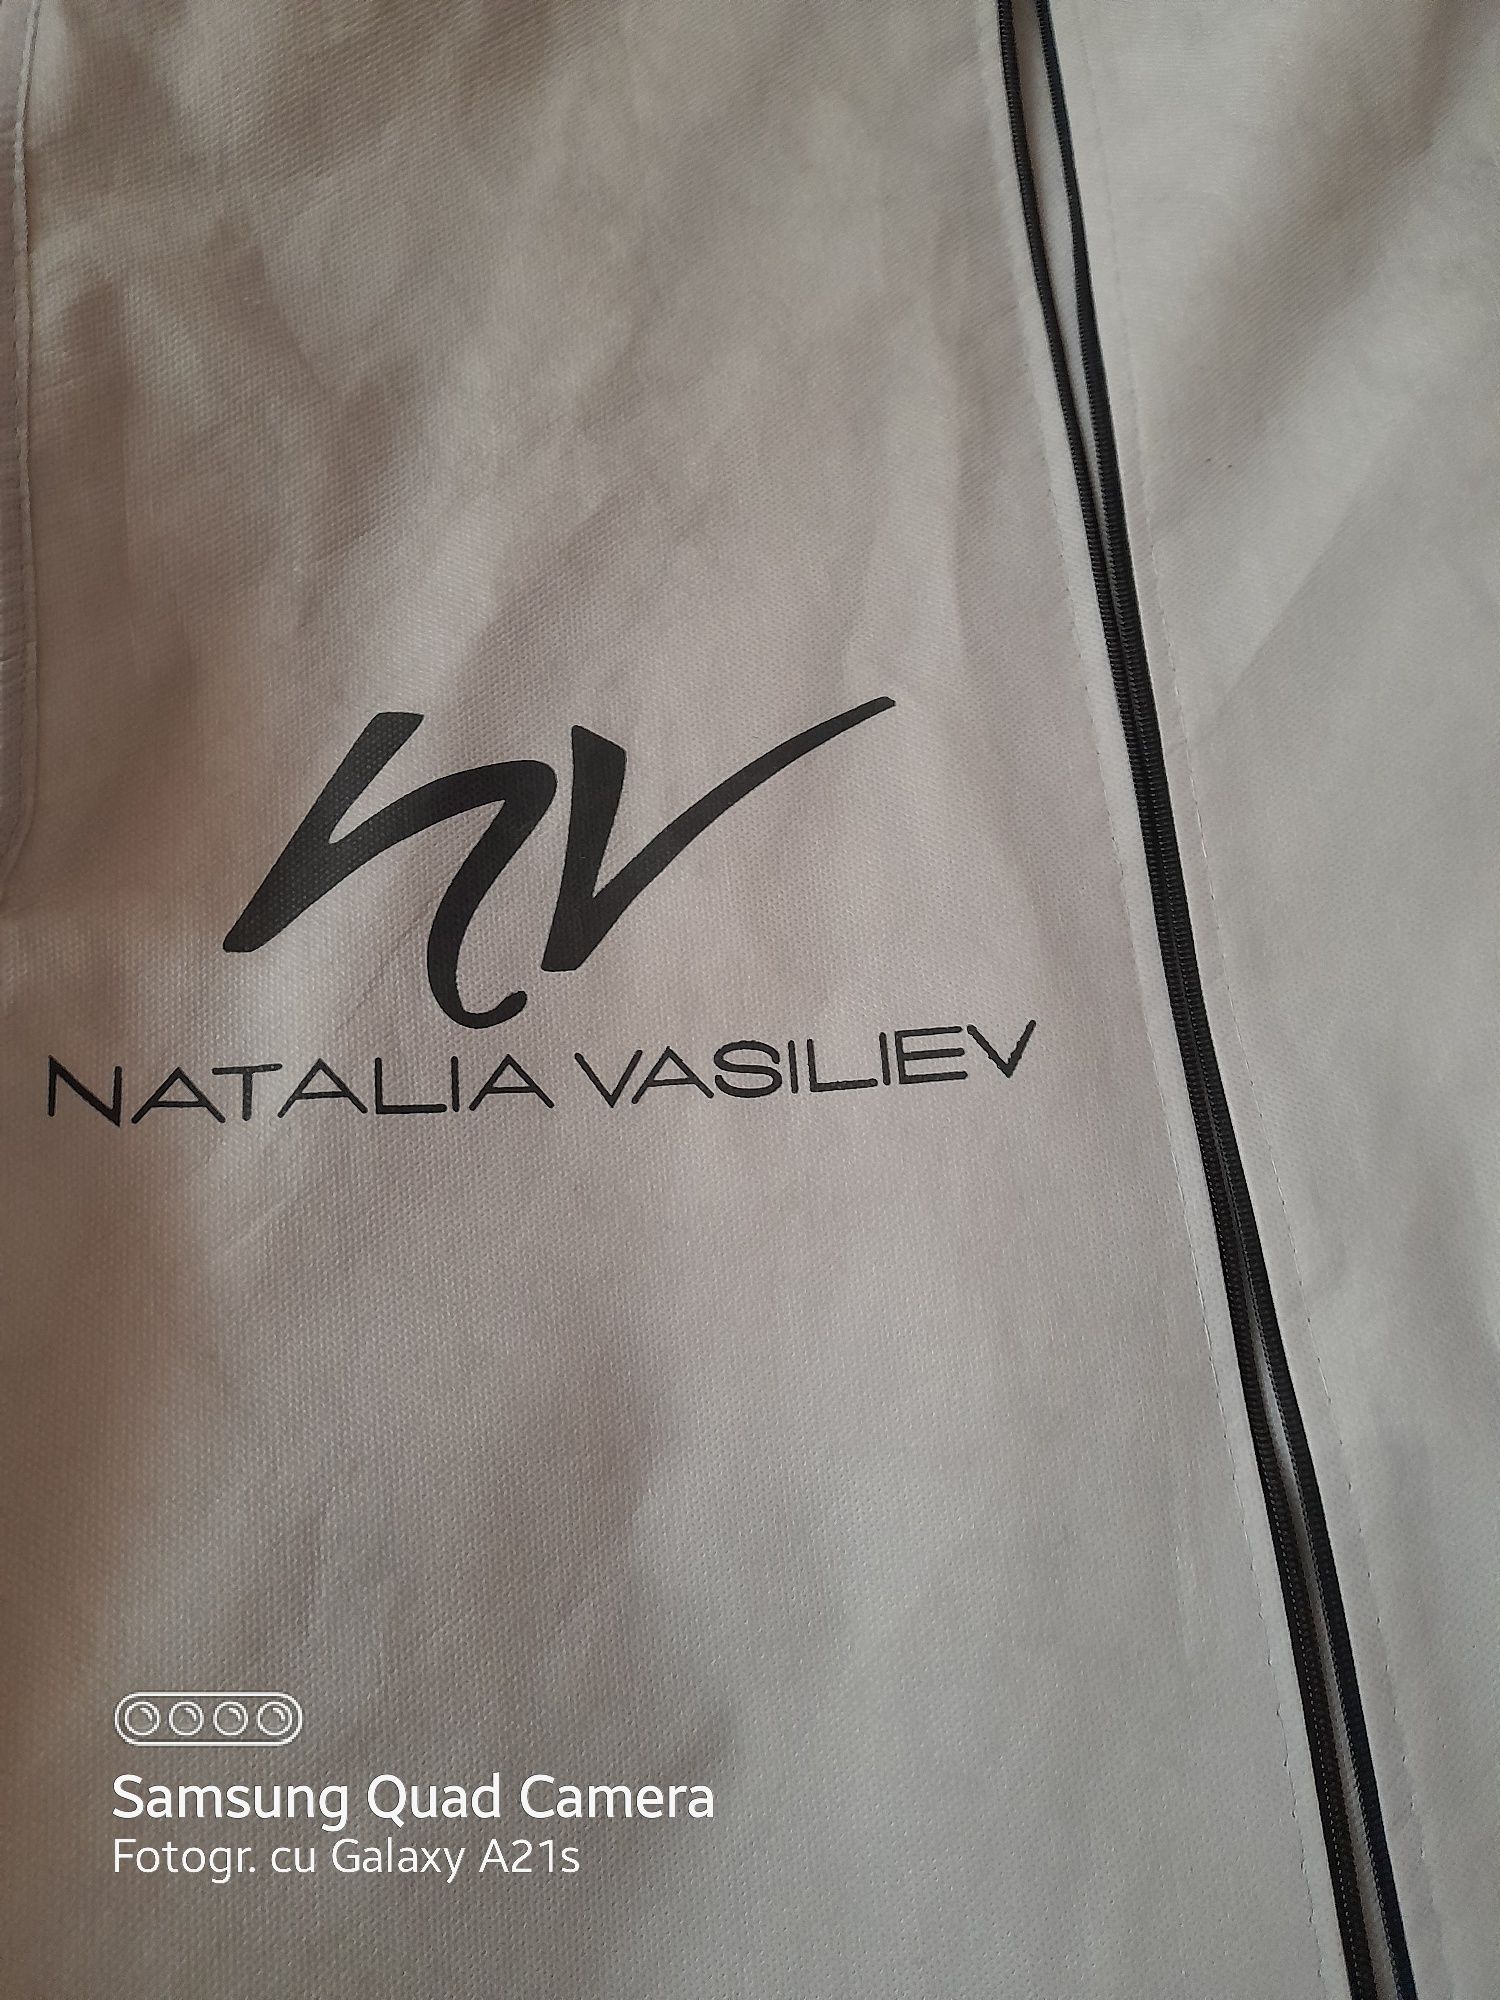 nv
NATALIA VASILIEV
Samsung Quad Camera
Fotogr. cu Galaxy A21s